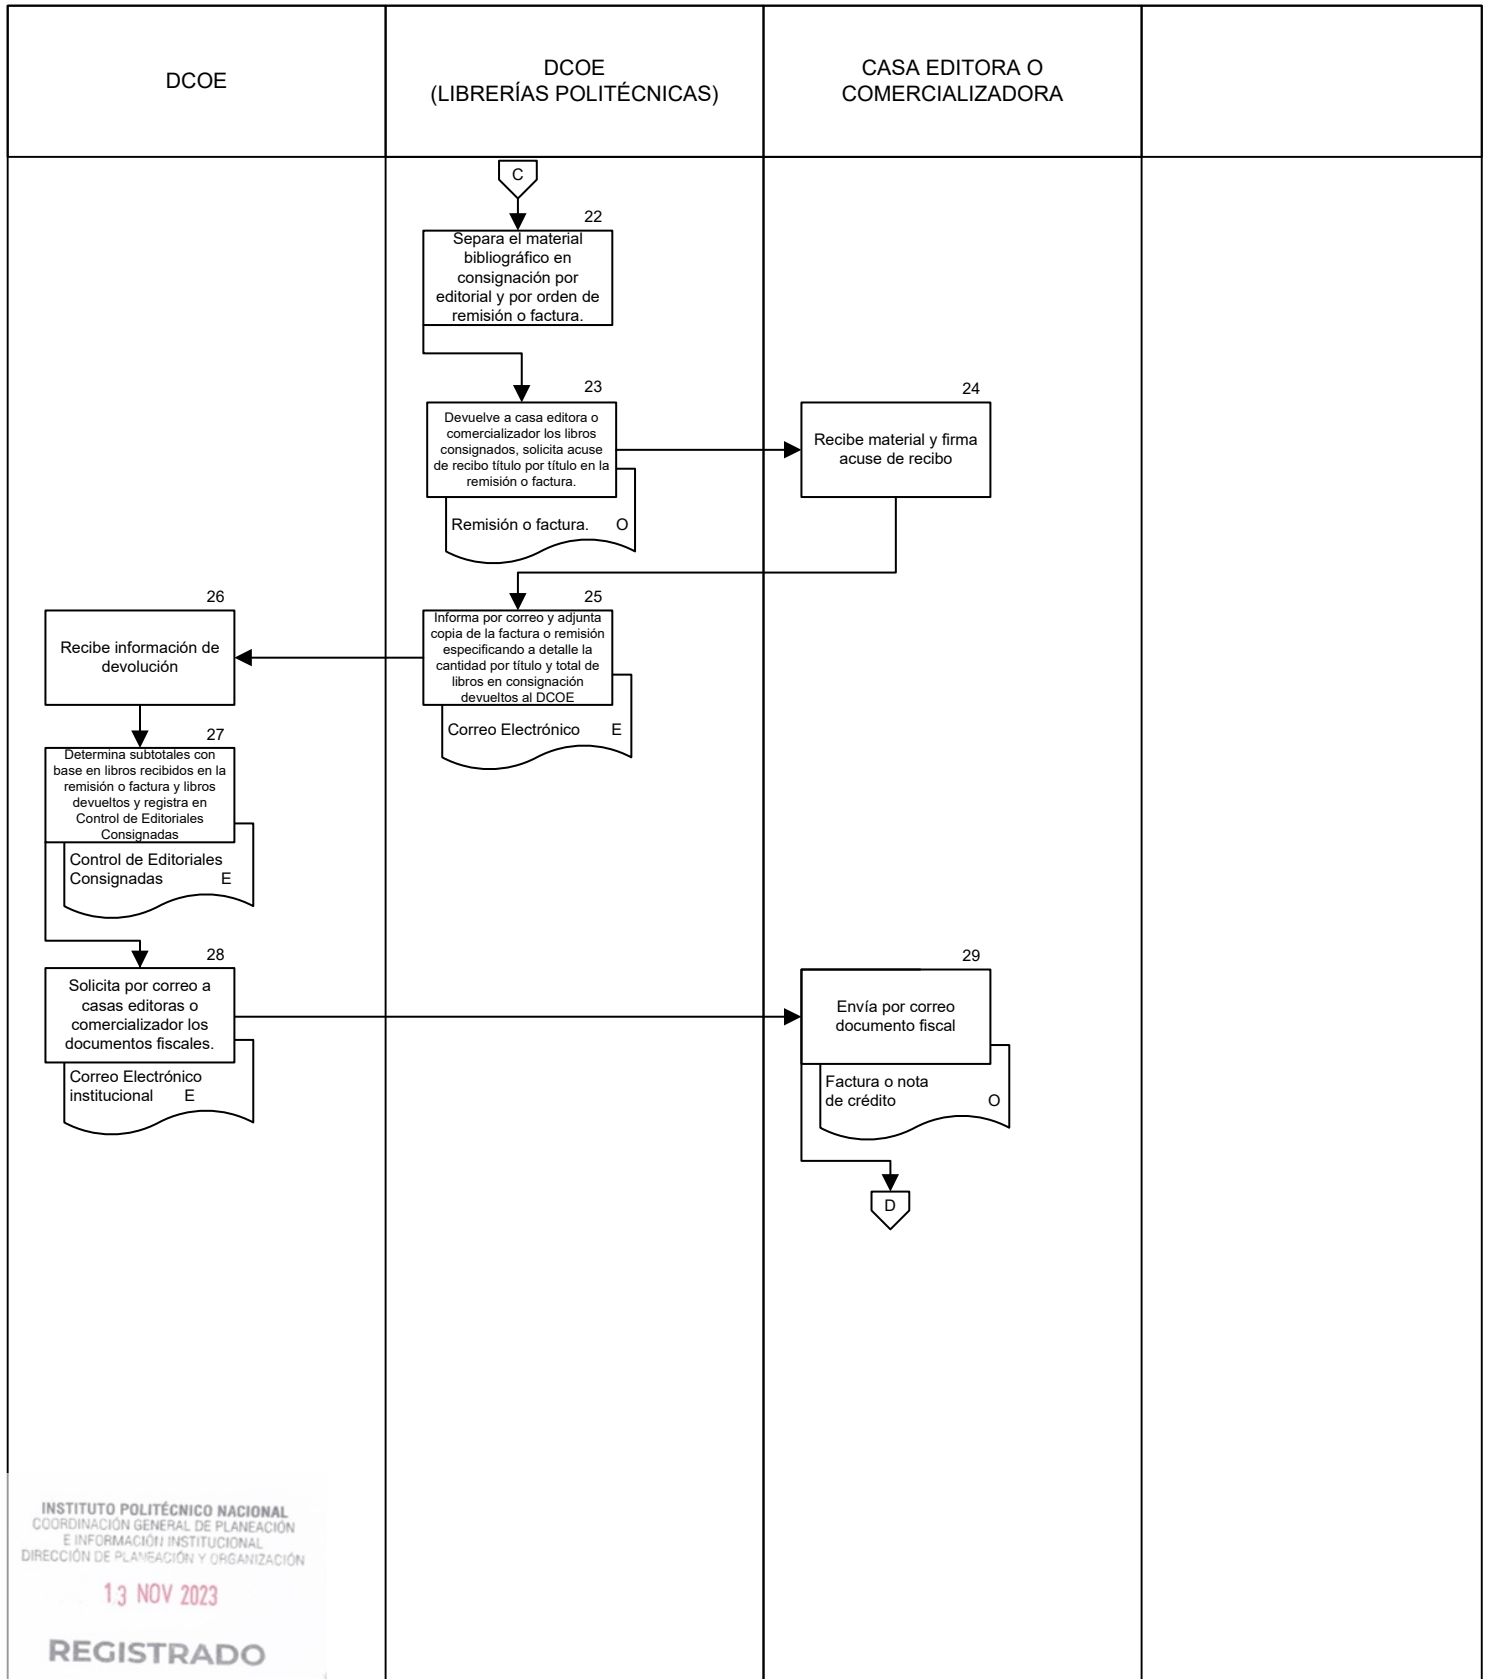 DCOE
DCOE
(LIBRERÍAS POLITÉCNICAS)
CASA EDITORA O
COMERCIALIZADORA
C
22
Separa el material
bibliográfico en
consignación por
editorial y por orden de
remisión o factura.
23
Devuelve a casa editora o
comercializador los libros
consignados, solicita acuse
de recibo título por título en la
remisión o factura.
Remisión o factura. O
24
Recibe material y firma
acuse de recibo
25
Informa por correo y adjunta
copia de la factura o remisión
especificando a detalle la
cantidad por título y total de
libros en consignación
devueltos al DCOE
Correo Electrónico E
26
Recibe información de
devolución
27
Determina subtotales con
base en libros recibidos en la
remisión o factura y libros
devueltos y registra en
Control de Editoriales
Consignadas
Control de Editoriales
Consignadas E
28
Solicita por correo a
casas editoras o
comercializador los
documentos fiscales.
Correo Electrónico
institucional E
29
Envía por correo
documento fiscal
Factura o nota
de crédito O
D
INSTITUTO POLITÉCNICO NACIONAL
COORDINACIÓN GENERAL DE PLANEACIÓN
E INFORMACIÓN INSTITUCIONAL
DIRECCIÓN DE PLANEACIÓN Y ORGANIZACIÓN
13 NOV 2023
REGISTRADO